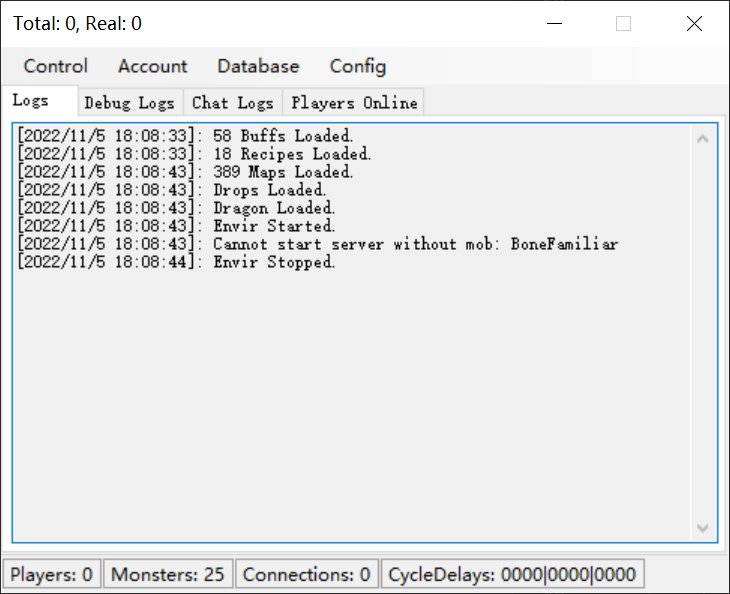 Total: 0, Real: 0
Control Account Database Config
Logs Debug Logs Chat Logs Players Online
[2022/11/5 18:08:33]: 58 Buffs Loaded.
[2022/11/5 18:08:33]: 18 Recipes Loaded.
[2022/11/5 18:08:43]: 389 Maps Loaded.
[2022/11/5 18:08:43]: Drops Loaded.
[2022/11/5 18:08:43]: Dragon Loaded.
[2022/11/5 18:08:43]: Envir Started.
[2022/11/5 18:08:43]: Cannot start server without mob: BoneFamiliar
[2022/11/5 18:08:44]: Envir Stopped.
Players: 0 Monsters: 25 Connections: 0 CycleDelays: 0000|0000|0000